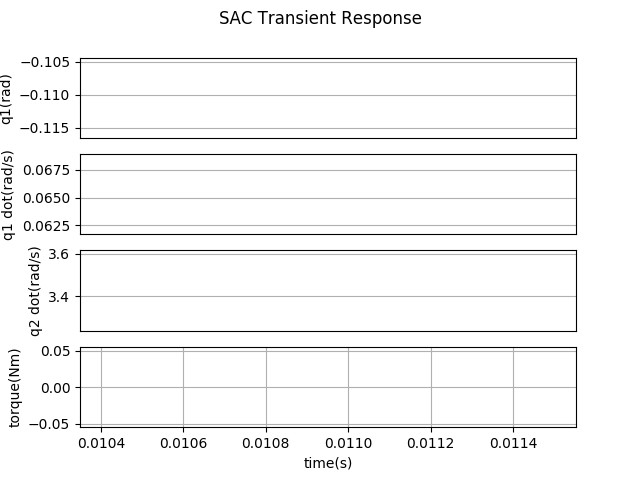 SAC Transient Response
−0.105
−0.110
−0.115
q1(rad)
0.0675
0.0650
0.0625
q1 dot(rad/s)
3.6
3.4
q2 dot(rad/s)
0.05
0.00
−0.05
torque(Nm)
0.0104 0.0106 0.0108 0.0110 0.0112 0.0114
time(s)